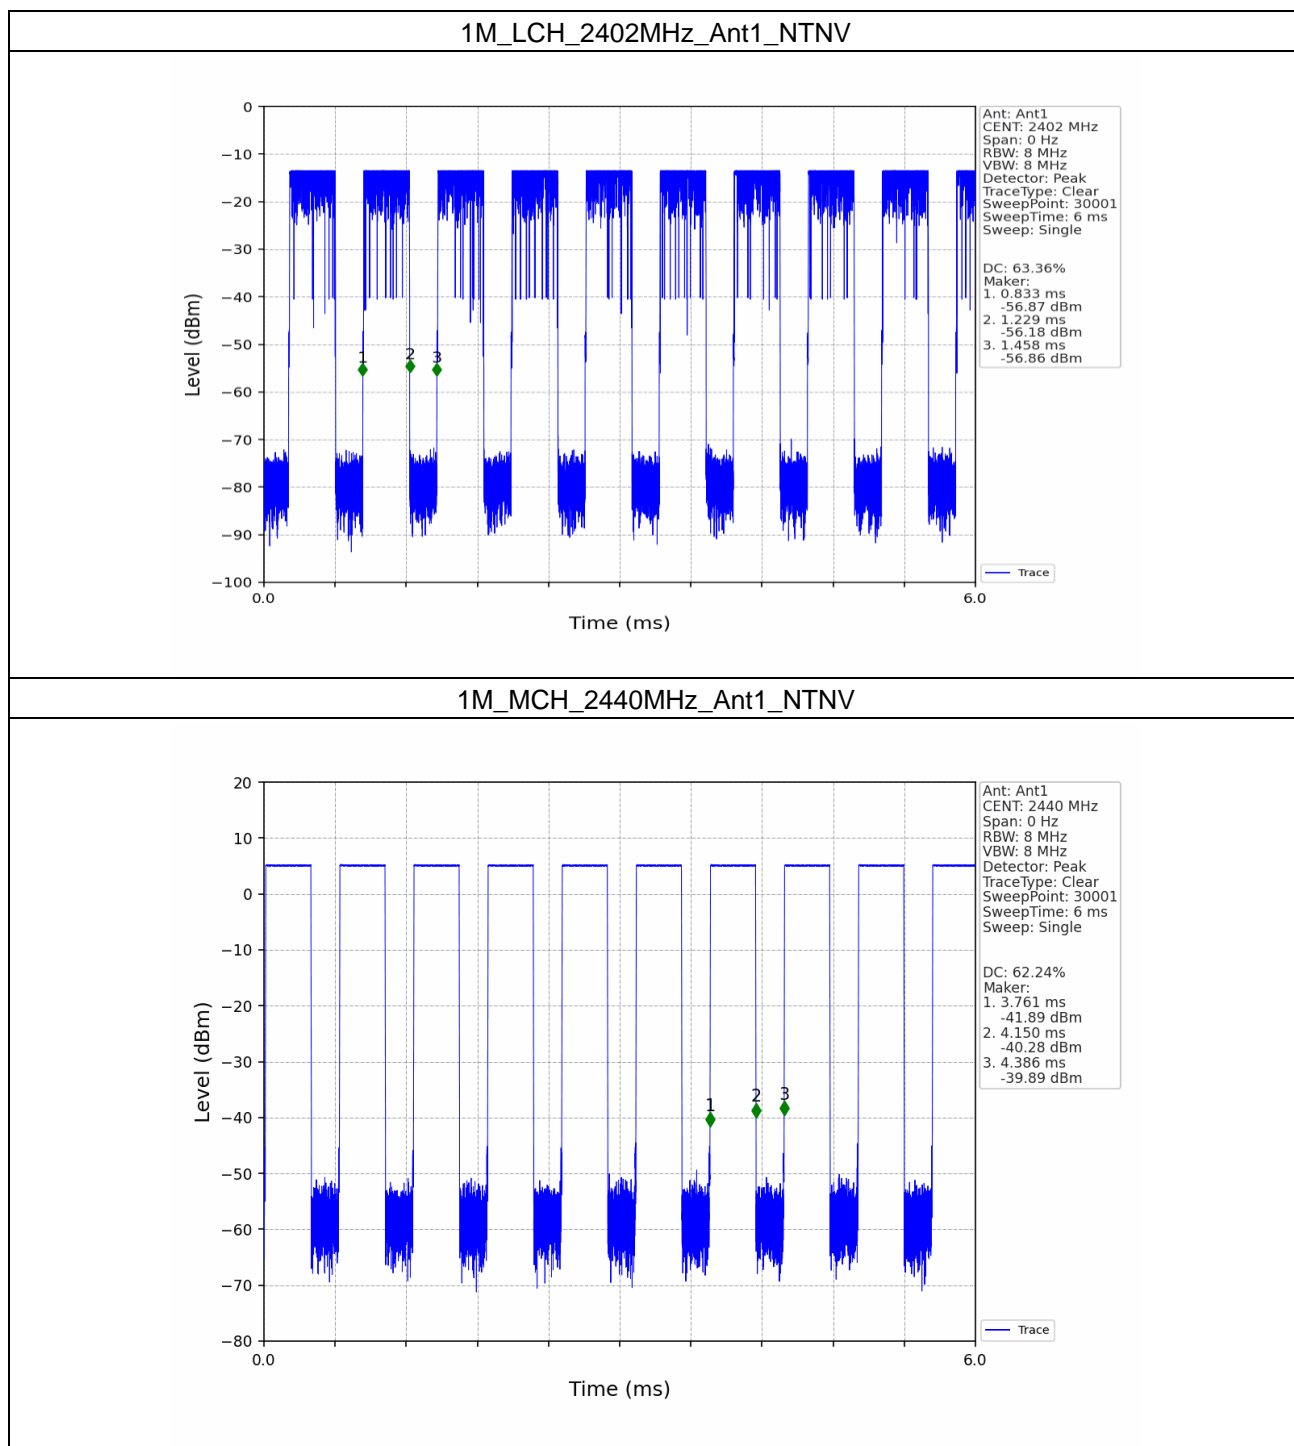 1M_LCH_2402MHz_Ant1_NTNV
0
−10
−20
−30
−40
−50
−60
−70
−80
−90
−100
Level (dBm)
1
2
3
0.0
6.0
Time (ms)
Ant: Ant1
CENT: 2402 MHz
Span: 0 Hz
RBW: 8 MHz
VBW: 8 MHz
Detector: Peak
TraceType: Clear
SweepPoint: 30001
SweepTime: 6 ms
Sweep: Single
DC: 63.36%
Maker:
1. 0.833 ms
-56.87 dBm
2. 1.229 ms
-56.18 dBm
3. 1.458 ms
-56.86 dBm
Trace
1M_MCH_2440MHz_Ant1_NTNV
20
10
0
−10
−20
−30
−40
−50
−60
−70
−80
Level (dBm)
1
2
3
0.0
6.0
Time (ms)
Ant: Ant1
CENT: 2440 MHz
Span: 0 Hz
RBW: 8 MHz
VBW: 8 MHz
Detector: Peak
TraceType: Clear
SweepPoint: 30001
SweepTime: 6 ms
Sweep: Single
DC: 62.24%
Maker:
1. 3.761 ms
-41.89 dBm
2. 4.150 ms
-40.28 dBm
3. 4.386 ms
-39.89 dBm
Trace